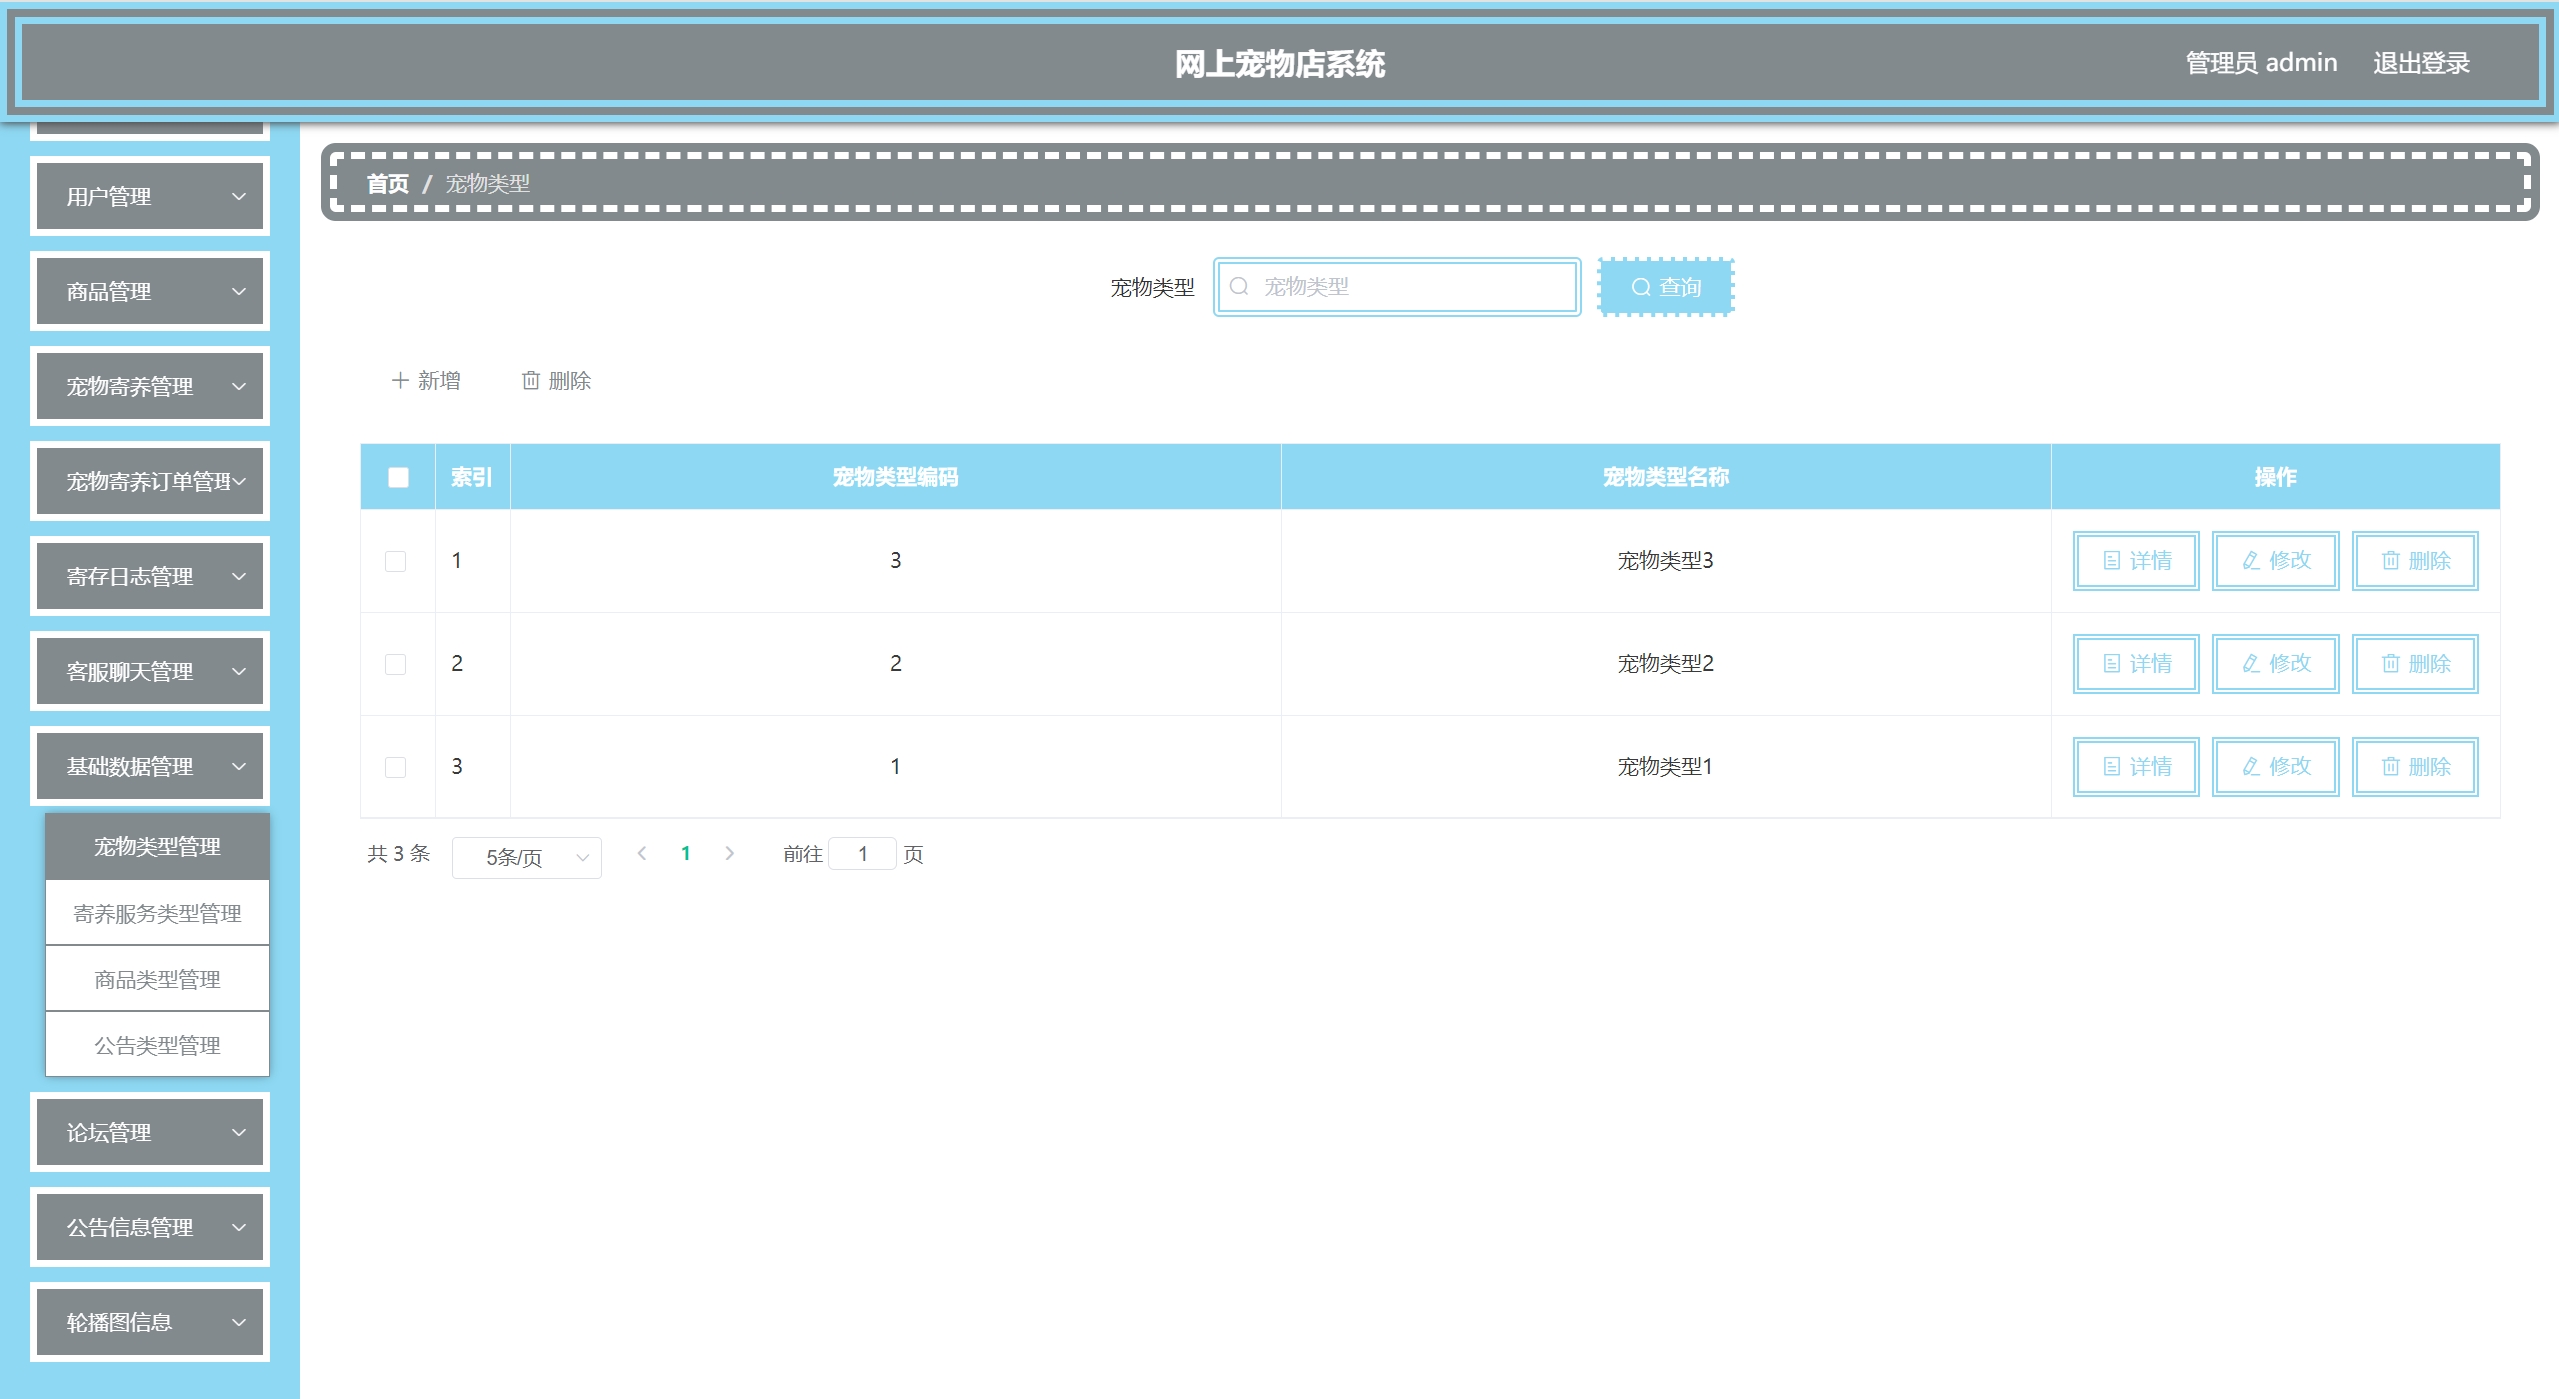 网上宠物店系统
管理员 admin 退出登录
用户管理
商品管理
宠物寄养管理
宠物寄养订单管理
寄存日志管理
客服聊天管理
基础数据管理
宠物类型管理
寄养服务类型管理
商品类型管理
公告类型管理
论坛管理
公告信息管理
轮播图信息
首页 / 宠物类型
宠物类型 宠物类型 查询
新增 删除
索引 宠物类型编码 宠物类型名称 操作
1 3 宠物类型3 详情 修改 删除
2 2 宠物类型2 详情 修改 删除
3 1 宠物类型1 详情 修改 删除
共 3 条 5条/页 1 前往 1 页